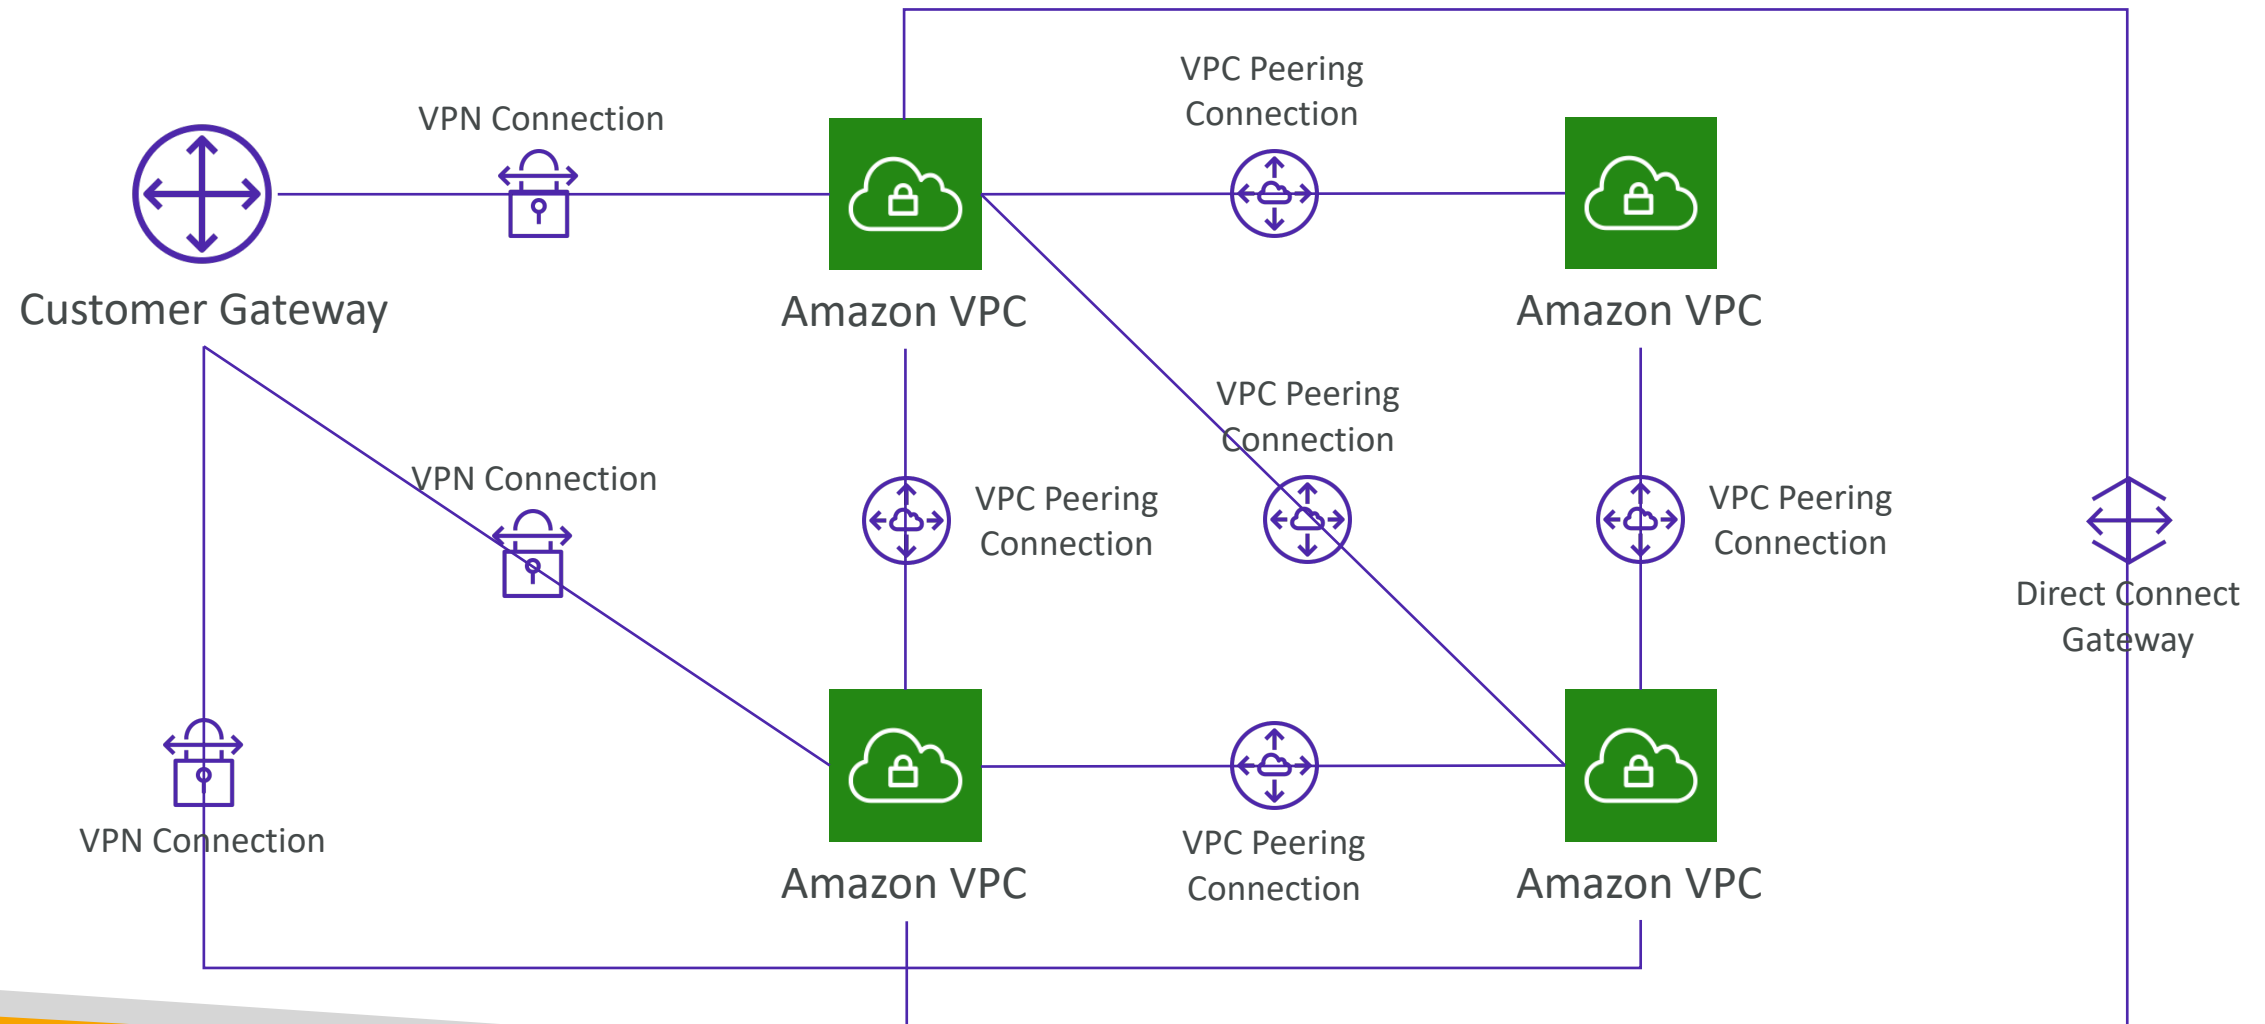 VPC Peering
Connection
VPN Connection
Customer Gateway
Amazon VPC
Amazon VPC
VPC Peering
Connection
VPN Connection
VPC Peering
Connection
VPC Peering
Connection
Direct Connect
Gateway
VPN Connection
VPC Peering
Connection
Amazon VPC
Amazon VPC